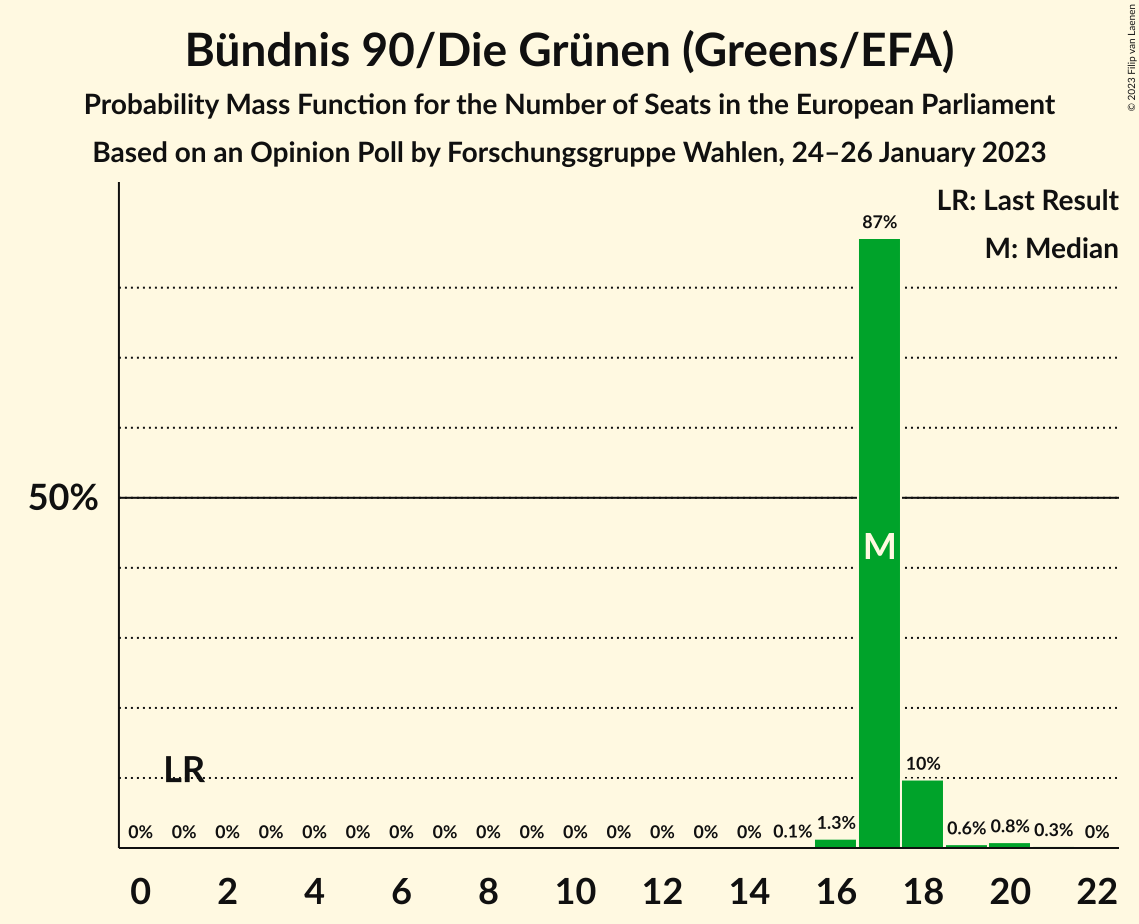 Bündnis 90/Die Grünen (Greens/EFA)
Probability Mass Function for the Number of Seats in the European Parliament
Based on an Opinion Poll by Forschungsgruppe Wahlen, 24–26 January 2023
© 2023 Filip van Laenen
LR: Last Result
M: Median
87%
50%
M
LR
10%
0% 0% 0% 0% 0% 0% 0% 0% 0% 0% 0% 0% 0% 0% 0% 0.1% 1.3% 0.6% 0.8% 0.3% 0%
0 2 4 6 8 10 12 14 16 18 20 22